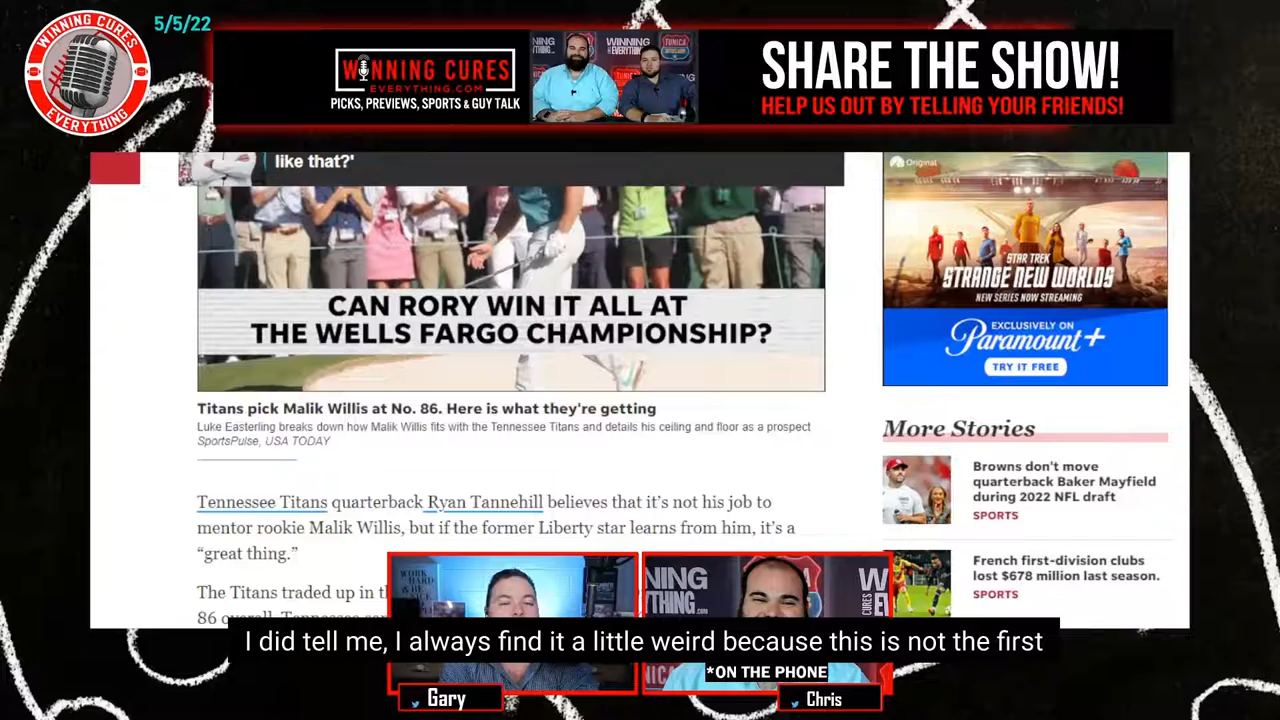 5/5/22
WINNING CURES
EVERYTHING
WINNING CURES
EVERYTHING.COM
PICKS, PREVIEWS, SPORTS & GUY TALK
WINNING
TUNICA
SHARE THE SHOW!
HELP US OUT BY TELLING YOUR FRIENDS!
like that?'
CAN RORY WIN IT ALL AT
THE WELLS FARGO CHAMPIONSHIP?
Titans pick Malik Willis at No. 86. Here is what they're getting
Luke Easterling breaks down how Malik Willis fits with the Tennessee Titans and details his ceiling and floor as a prospect
SportsPulse, USA TODAY
Tennessee Titans quarterback Ryan Tannehill believes that it's not his job to
mentor rookie Malik Willis, but if the former Liberty star learns from him, it's a
“great thing.”
The Titans traded up in th
86 overall.
Original
STAR TREK
STRANGE NEW WORLDS
NEW SERIES NOW STREAMING
EXCLUSIVELY ON
Paramount+
TRY IT FREE
More Stories
Browns don't move
quarterback Baker Mayfield
during 2022 NFL draft
SPORTS
French first-division clubs
lost $678 million last season.
SPORTS
WORK
HARD
NING
YTHING.COM
I did tell me, I always find it a little weird because this is not the first
*ON THE PHONE
Gary
Chris